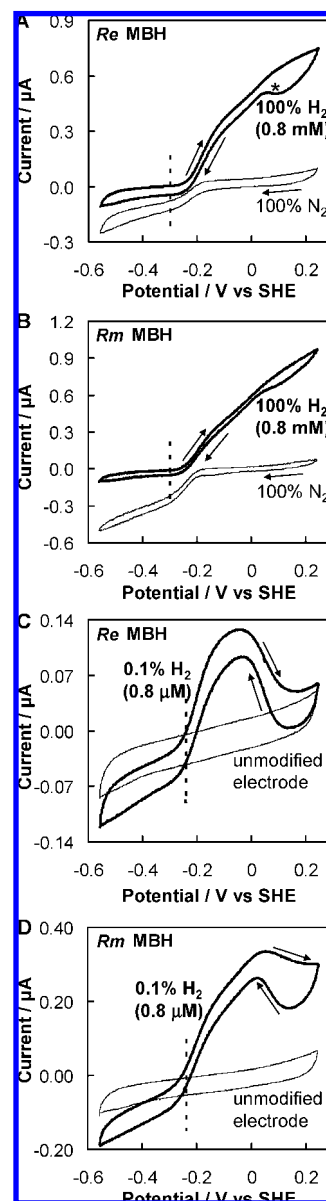 A
Re MBH
Current / µA
0.9
0.6
0.3
0.0
-0.3
*
100% H2
(0.8 mM)
100% N2
-0.6
-0.4
-0.2
0
0.2
Potential / V vs SHE
B
Rm MBH
Current / µA
1.2
0.9
0.6
0.3
0.0
-0.3
-0.6
100% H2
(0.8 mM)
100% N2
-0.6
-0.4
-0.2
0
0.2
Potential / V vs SHE
C
Re MBH
Current / µA
0.14
0.07
0.00
-0.07
-0.14
0.1% H2
(0.8 µM)
unmodified
electrode
-0.6
-0.4
-0.2
0
0.2
Potential / V vs SHE
D
Rm MBH
Current / µA
0.40
0.20
0.00
-0.20
0.1% H2
(0.8 µM)
unmodified
electrode
-0.6
-0.4
-0.2
0
0.2
Potential / V vs SHE